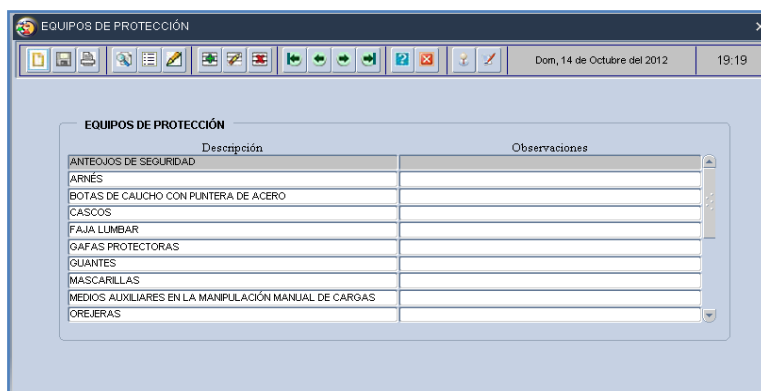 EQUIPOS DE PROTECCIÓN
Dom, 14 de Octubre del 2012 19:19
EQUIPOS DE PROTECCIÓN
Descripción Observaciones
ANTEOJOS DE SEGURIDAD
ARNÉS
BOTAS DE CAUCHO CON PUNTERA DE ACERO
CASCOS
FAJA LUMBAR
GAFAS PROTECTORAS
GUANTES
MASCARILLAS
MEDIOS AUXILIARES EN LA MANIPULACIÓN MANUAL DE CARGAS
OREJERAS